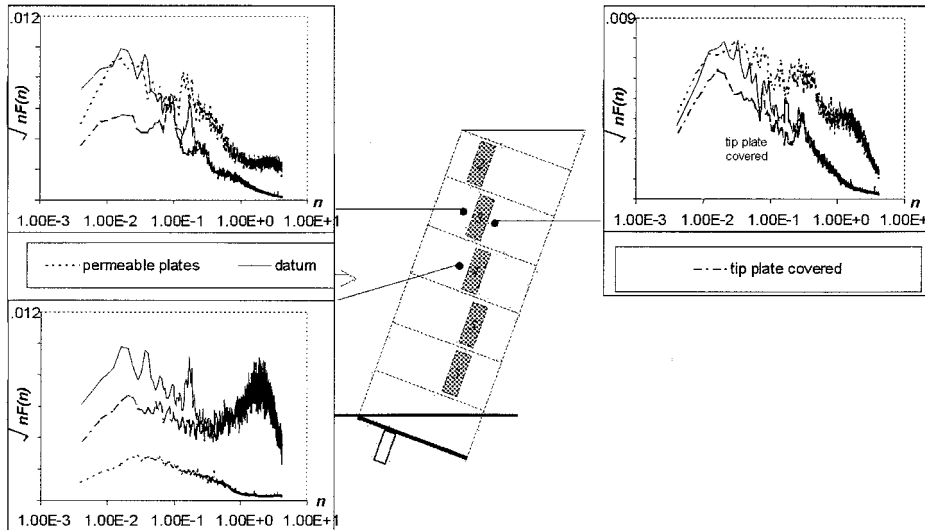 .012
√ nF(n)
n
1.00E-3 1.00E-2 1.00E-1 1.00E+0 1.00E+1
permeable plates datum
.012
√ nF(n)
n
1.00E-3 1.00E-2 1.00E-1 1.00E+0 1.00E+1
.009
√ nF(n)
tip plate
covered
n
1.00E-3 1.00E-2 1.00E-1 1.00E+0 1.00E+
tip plate covered